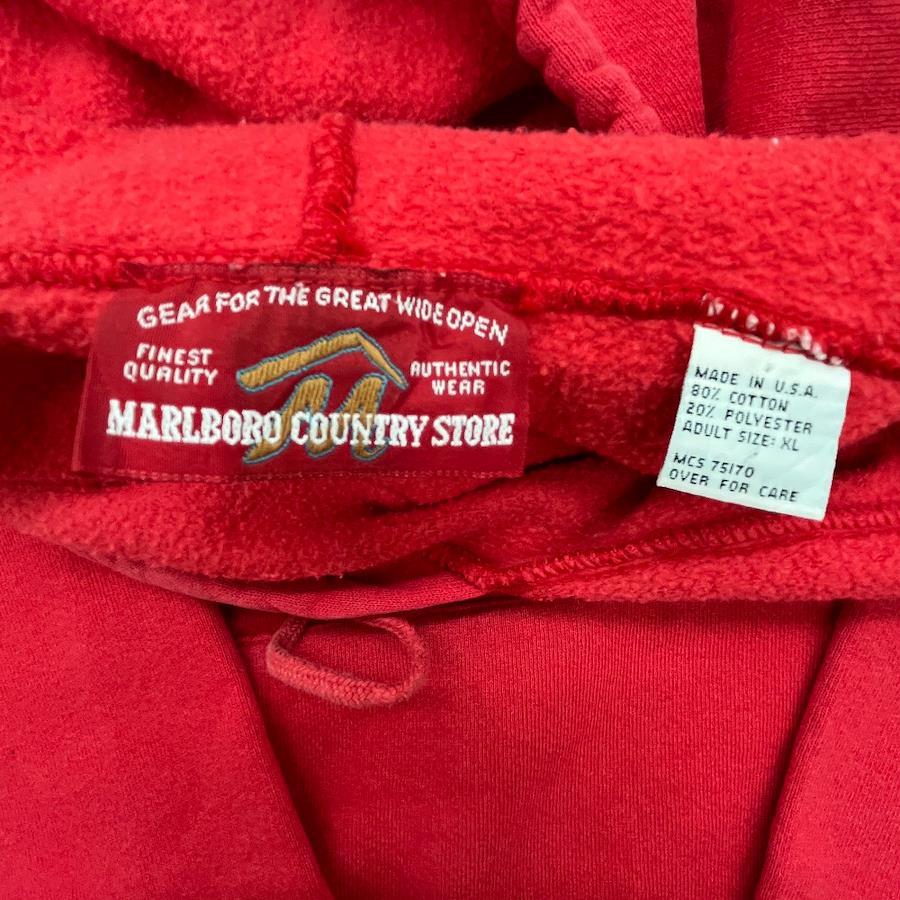 GEAR FOR THE GREAT WIDE OPEN
FINEST
QUALITY
AUTHENTIC
WEAR
MARLBORO COUNTRY STORE
MADE IN U.S.A.
80% COTTON
20% POLYESTER
ADULT SIZE: XL
MCS 75170
OVER FOR CARE